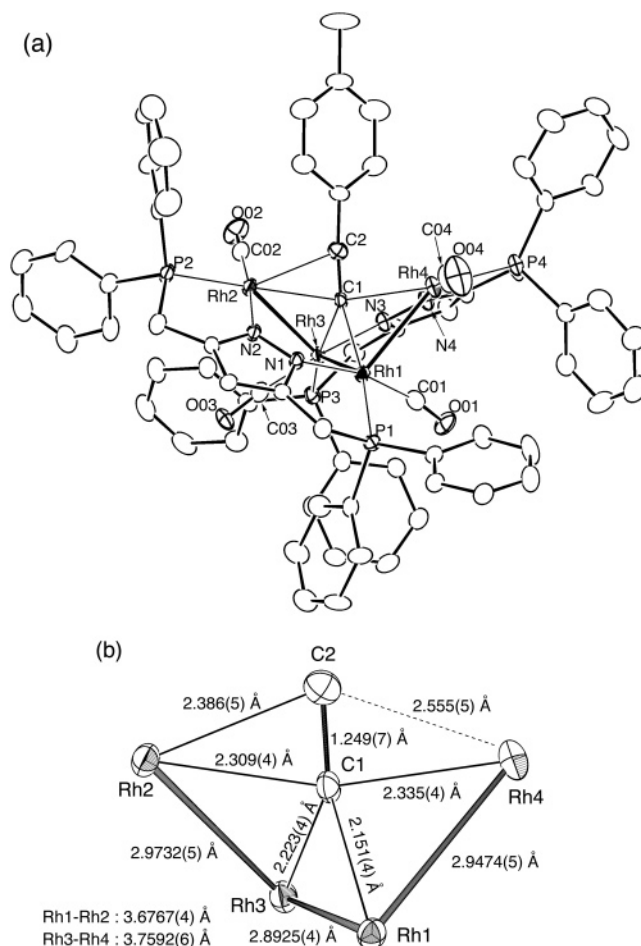 (a)
O02
C02
C04
O04
P2
C2
Rh4
P4
Rh2
C1
N3
Rh3
N2
N4
N1
Rh1
C01
O03
P3
O01
C03
P1
(b)
C2
2.386(5) Å
2.555(5) Å
1.249(7) Å
2.309(4) Å
C1
2.335(4) Å
Rh2
Rh4
2.223(4) Å
2.151(4) Å
2.9732(5) Å
2.9474(5) Å
Rh3
Rh1-Rh2 : 3.6767(4) Å
Rh3-Rh4 : 3.7592(6) Å
2.8925(4) Å
Rh1